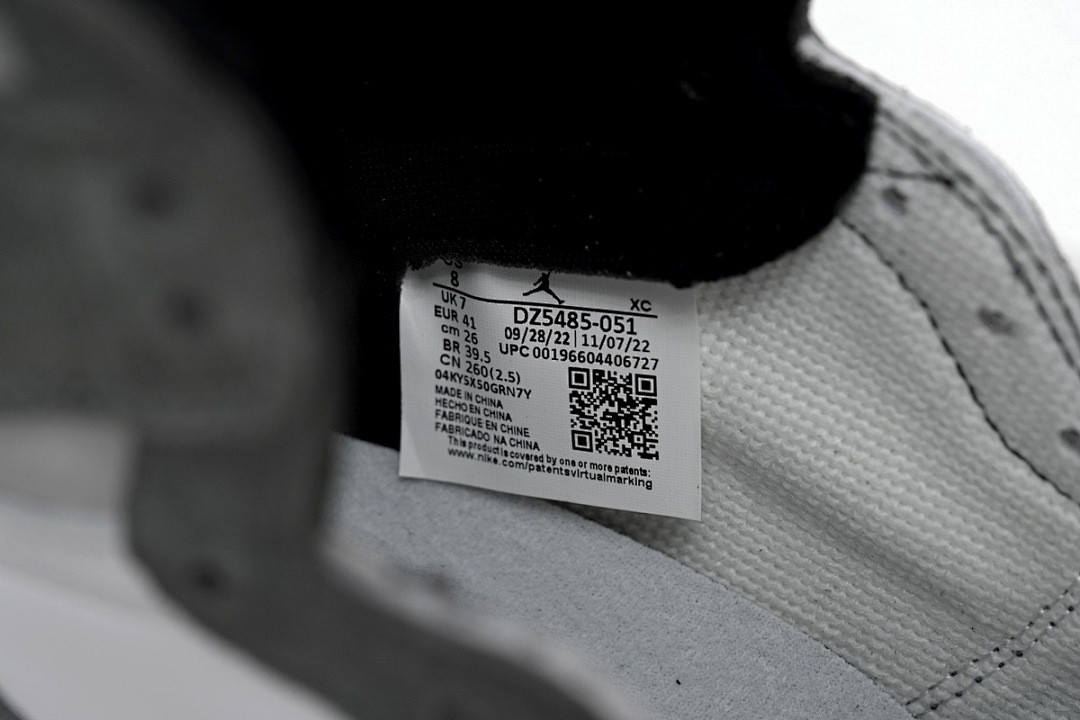 US
8
XC
UK 7
EUR 41
cm 26
BR 39.5
CN 260(2.5)
04KY5X50GRN7Y
DZ5485-051
09/28/22 | 11/07/22
UPC 00196604406727
MADE IN CHINA
HECHO EN CHINA
FABRIQUE EN CHINE
FABRICADO NA CHINA
This product is covered by one or more patents:
www.nike.com/patentsvirtualmarking